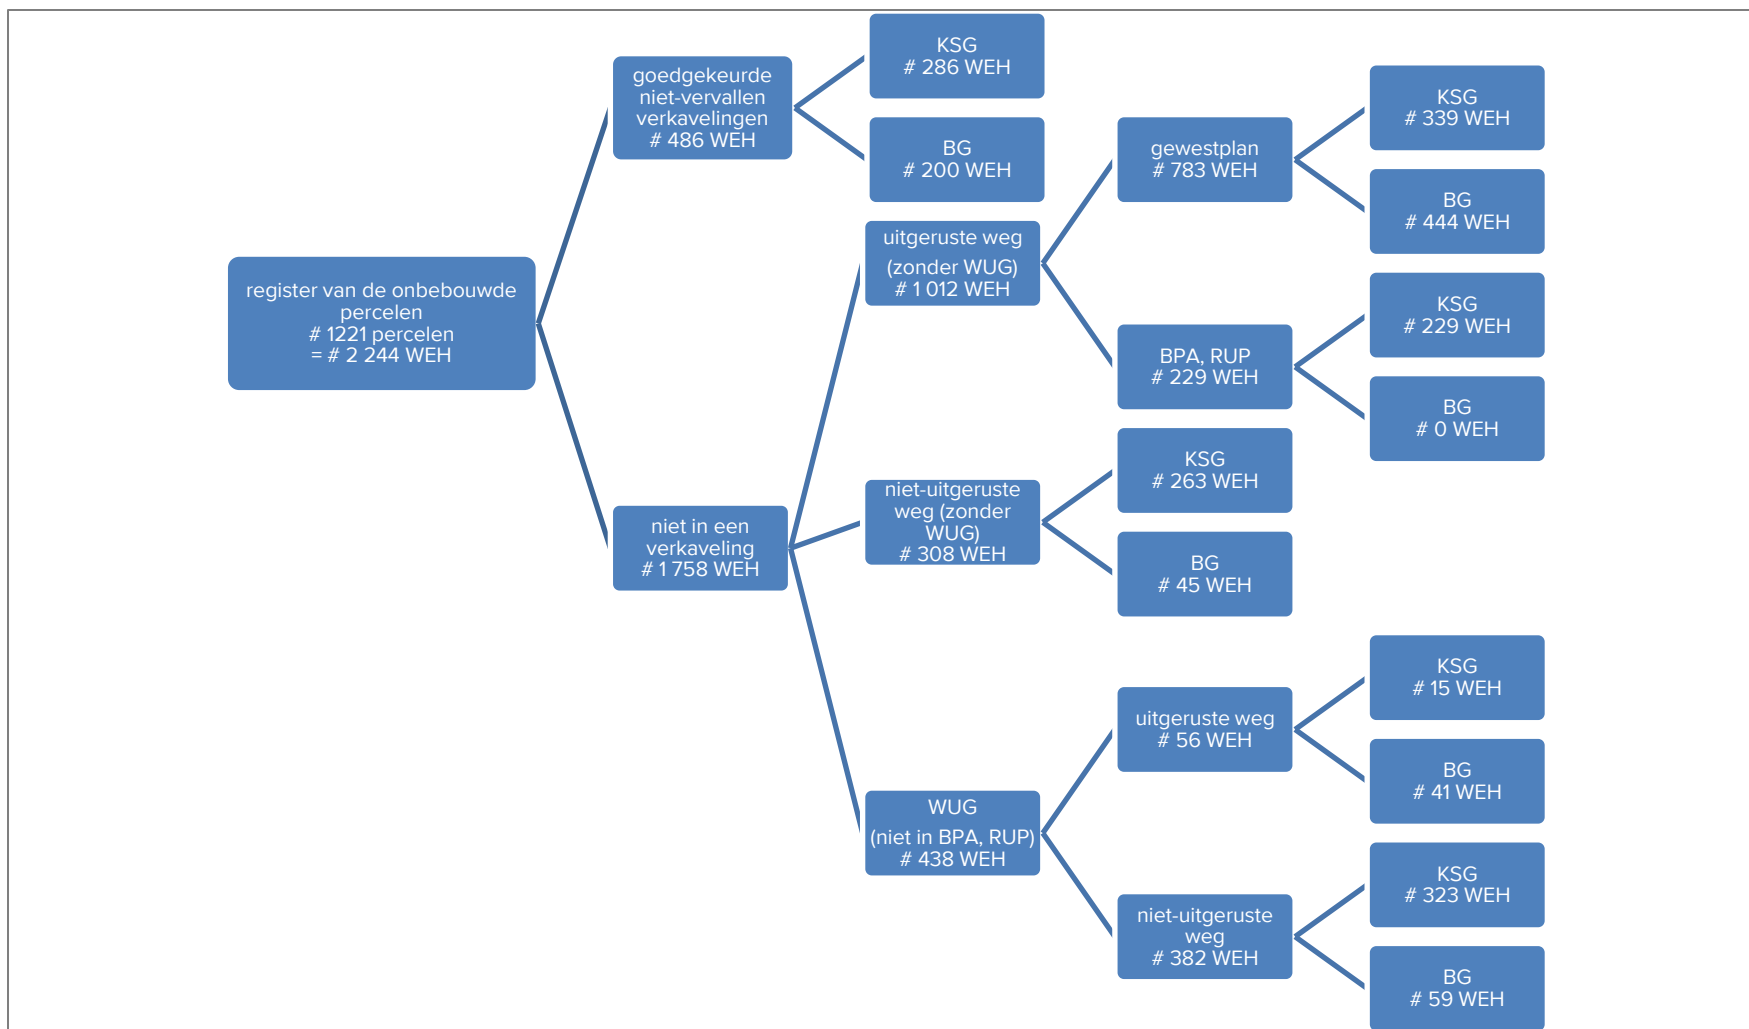 register van de onbebouwde
percelen
# 1221 percelen
= # 2 244 WEH
goedgekeurde
niet-vervallen
verkavelingen
# 486 WEH
KSG
# 286 WEH
BG
# 200 WEH
niet in een
verkaveling
# 1 758 WEH
uitgeruste weg
(zonder WUG)
# 1 012 WEH
gewestplan
# 783 WEH
KSG
# 339 WEH
BG
# 444 WEH
BPA, RUP
# 229 WEH
KSG
# 229 WEH
BG
# 0 WEH
niet-uitgeruste
weg (zonder
WUG)
# 308 WEH
KSG
# 263 WEH
BG
# 45 WEH
WUG
(niet in BPA, RUP)
# 438 WEH
uitgeruste weg
# 56 WEH
KSG
# 15 WEH
BG
# 41 WEH
niet-uitgeruste
weg
# 382 WEH
KSG
# 323 WEH
BG
# 59 WEH